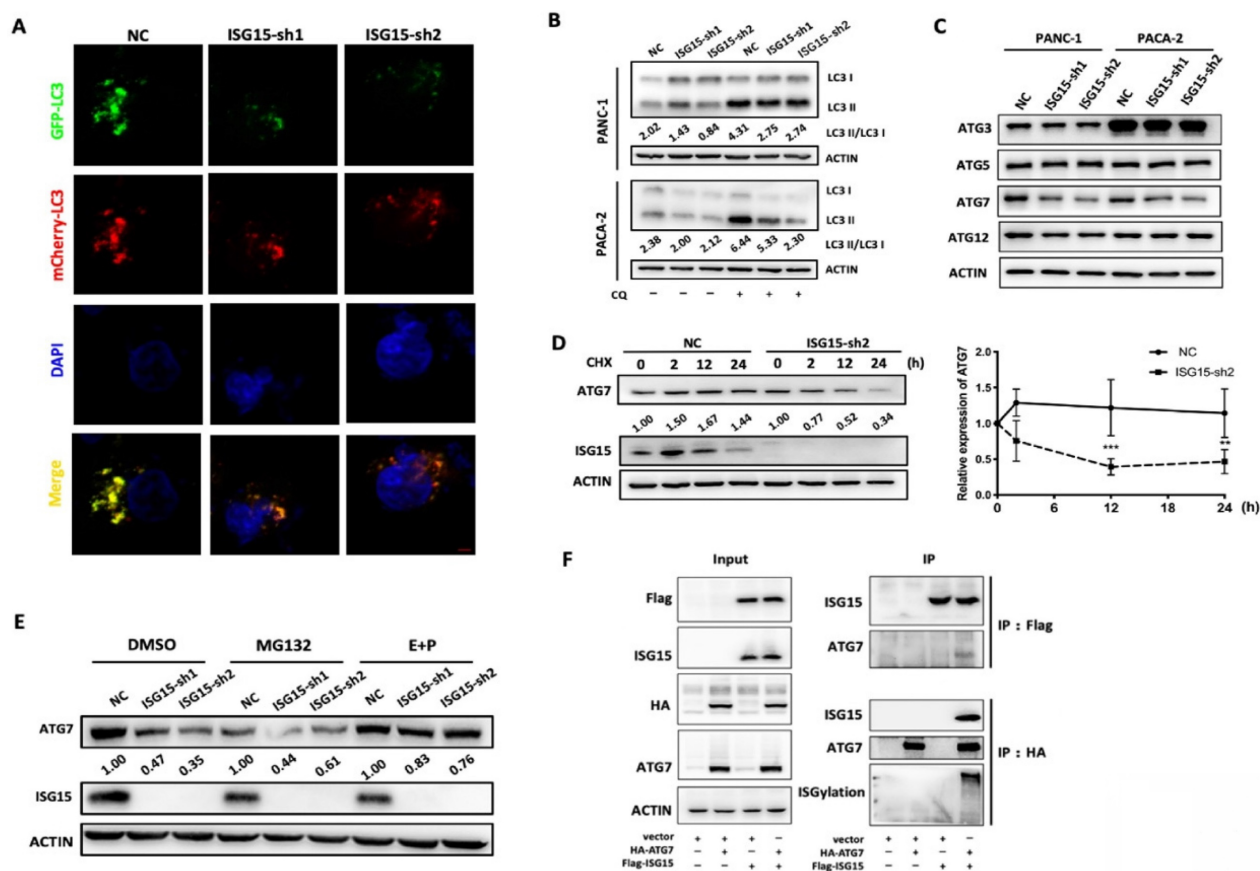 A
NC ISG15-sh1 ISG15-sh2
GFP-LC3
mCherry-LC3
DAPI
Merge
B
NC ISG15-sh1 ISG15-sh2 NC ISG15-sh1 ISG15-sh2
PANC-1
LC3 I
LC3 II
2.02 1.43 0.84 4.31 2.75 2.74 LC3 II/LC3 I
ACTIN
PACA-2
LC3 I
LC3 II
2.38 2.00 2.12 6.44 5.33 2.30 LC3 II/LC3 I
ACTIN
CQ − − − + + +
C
PANC-1 PACA-2
NC ISG15-sh1 ISG15-sh2 NC ISG15-sh1 ISG15-sh2
ATG3
ATG5
ATG7
ATG12
ACTIN
D
NC ISG15-sh2
CHX 0 2 12 24 0 2 12 24 (h)
ATG7
1.00 1.50 1.67 1.44 1.00 0.77 0.52 0.34
ISG15
ACTIN
Relative expression of ATG7
2.0
1.5
1.0
0.5
0.0
NC
ISG15-sh2
*** **
0 6 12 18 24 (h)
E
DMSO MG132 E+P
NC ISG15-sh1 ISG15-sh2 NC ISG15-sh1 ISG15-sh2 NC ISG15-sh1 ISG15-sh2
ATG7
1.00 0.47 0.35 1.00 0.44 0.61 1.00 0.83 0.76
ISG15
ACTIN
F
Input IP
Flag
ISG15
HA
ATG7
ACTIN
vector + + + −
HA-ATG7 − + − +
Flag-ISG15 − − + +
ISG15
ATG7
IP : Flag
ISG15
ATG7
ISGylation
IP : HA
vector + + + −
HA-ATG7 − + − +
Flag-ISG15 − − + +